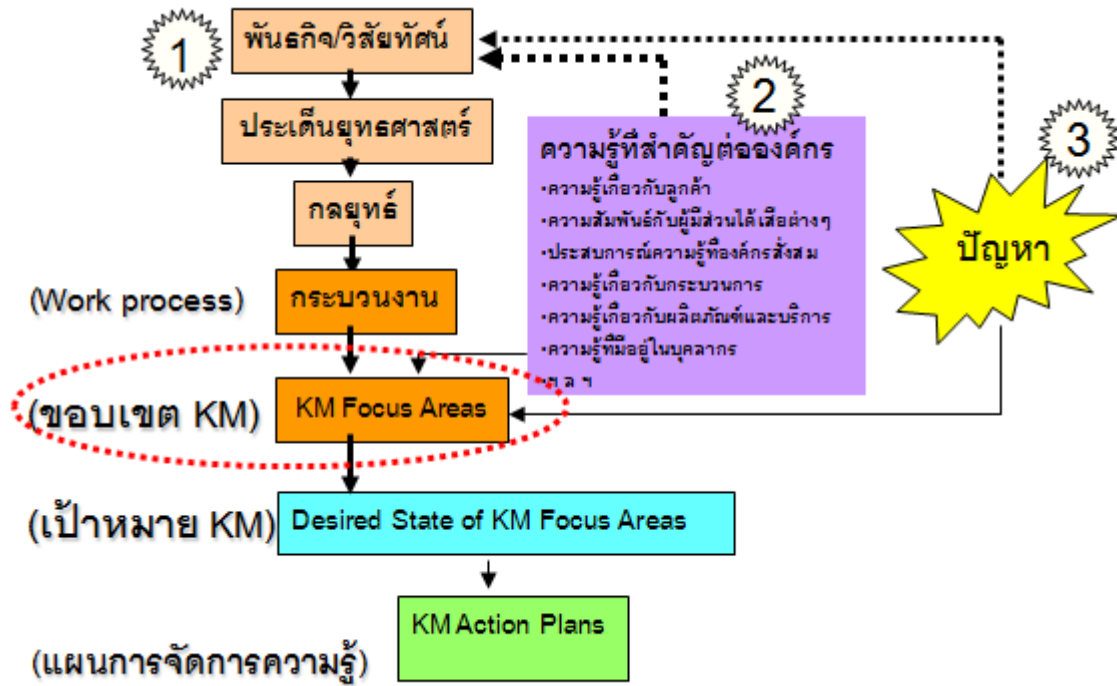 1
พันธกิจ/วิสัยทัศน์
ประเด็นยุทธศาสตร์
กลยุทธ์
(Work process)
กระบวนงาน
(ขอบเขต KM)
KM Focus Areas
(เป้าหมาย KM)
Desired State of KM Focus Areas
KM Action Plans
(แผนการจัดการความรู้)
2
ความรู้ที่สำคัญต่อองค์กร
•ความรู้เกี่ยวกับลูกค้า
•ความสัมพันธ์กับผู้มีส่วนได้เสียต่างๆ
•ประสบการณ์ความรู้ที่องค์กรสั่งสม
•ความรู้เกี่ยวกับกระบวนการ
•ความรู้เกี่ยวกับผลิตภัณฑ์และบริการ
•ความรู้ที่มีอยู่ในบุคลากร
•ฯ ล ฯ
3
ปัญหา